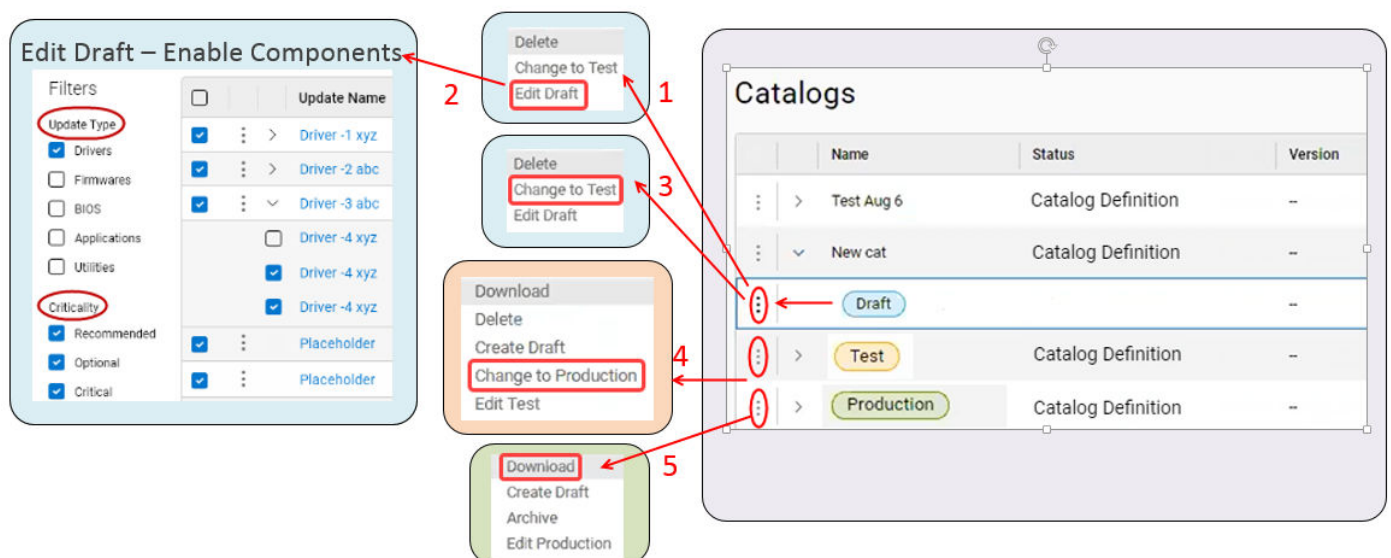 Edit Draft – Enable Components
Filters
Update Type
Drivers
Firmwares
BIOS
Applications
Utilities
Criticality
Recommended
Optional
Critical
Update Name
Driver -1 xyz
Driver -2 abc
Driver -3 abc
Driver -4 xyz
Driver -4 xyz
Driver -4 xyz
Placeholder
Placeholder
2
Delete
Change to Test
Edit Draft
1
Delete
Change to Test
Edit Draft
3
Download
Delete
Create Draft
Change to Production
Edit Test
4
Download
Create Draft
Archive
Edit Production
5
Catalogs
Name Status Version
Test Aug 6 Catalog Definition --
New cat Catalog Definition --
Draft --
Test Catalog Definition --
Production Catalog Definition --